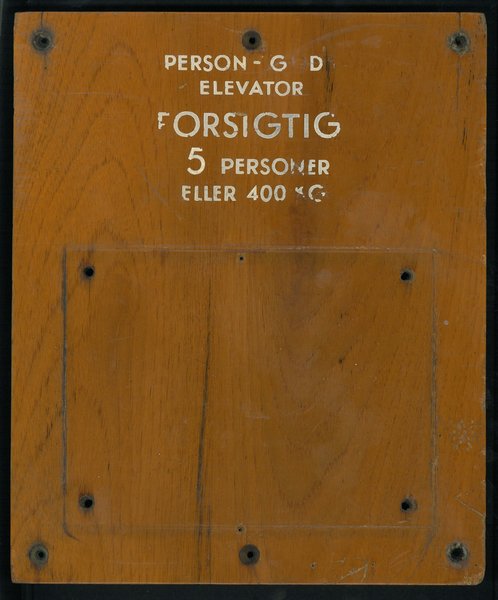 PERSON - G D
ELEVATOR
FORSIGTIG
5 PERSONER
ELLER 400 KG